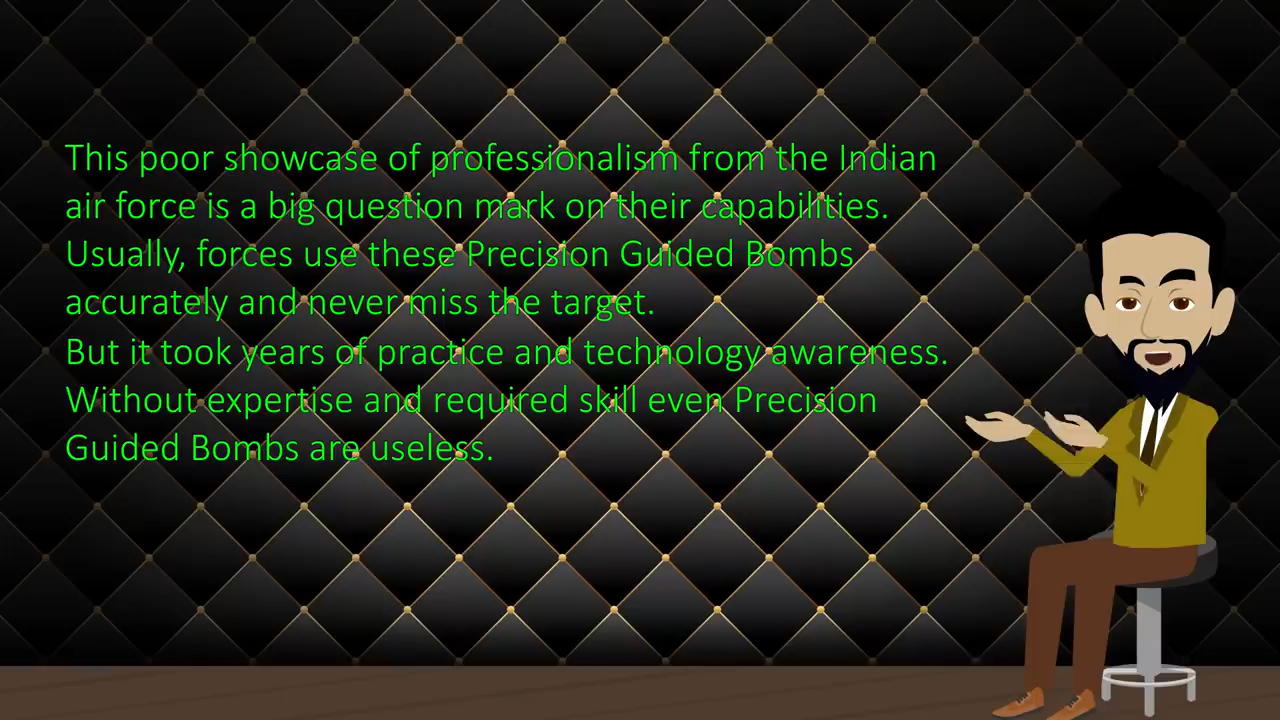 This poor showcase of professionalism from the Indian
air force is a big question mark on their capabilities.
Usually, forces use these Precision Guided Bombs
accurately and never miss the target.
But it took years of practice and technology awareness.
Without expertise and required skill even Precision
Guided Bombs are useless.